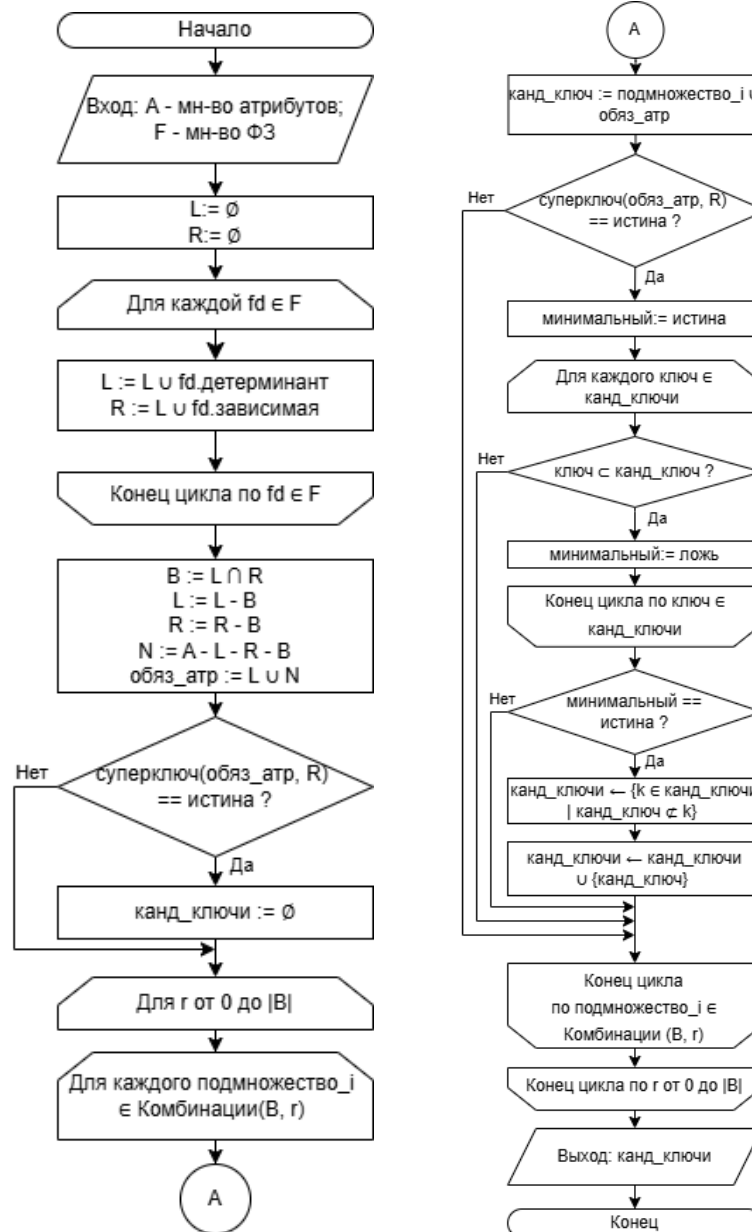 Начало
Вход: А - мн-во атрибутов;
F - мн-во ФЗ
L:= ∅
R:= ∅
Для каждой fd ∈ F
L := L ∪ fd.детерминант
R := L ∪ fd.зависимая
Конец цикла по fd ∈ F
B := L ⋂ R
L := L - B
R := R - B
N := A - L - R - B
обяз_атр := L ∪ N
суперключ(обяз_атр, R)
== истина ?
Нет
Да
канд_ключи := ∅
Для r от 0 до |B|
Для каждого подмножество_i
∈ Комбинации(B, r)
A
A
канд_ключ := подмножество_i ∪
обяз_атр
Нет
суперключ(обяз_атр, R)
== истина ?
Да
минимальный:= истина
Для каждого ключ ∈
канд_ключи
Нет
ключ ⊂ канд_ключ ?
Да
минимальный:= ложь
Конец цикла по ключ ∈
канд_ключи
Нет
минимальный ==
истина ?
Да
канд_ключи ← {k ∈ канд_ключи
| канд_ключ ⊄ k}
канд_ключи ← канд_ключи
∪ {канд_ключ}
Конец цикла
по подмножество_i ∈
Комбинации (B, r)
Конец цикла по r от 0 до |B|
Выход: канд_ключи
Конец